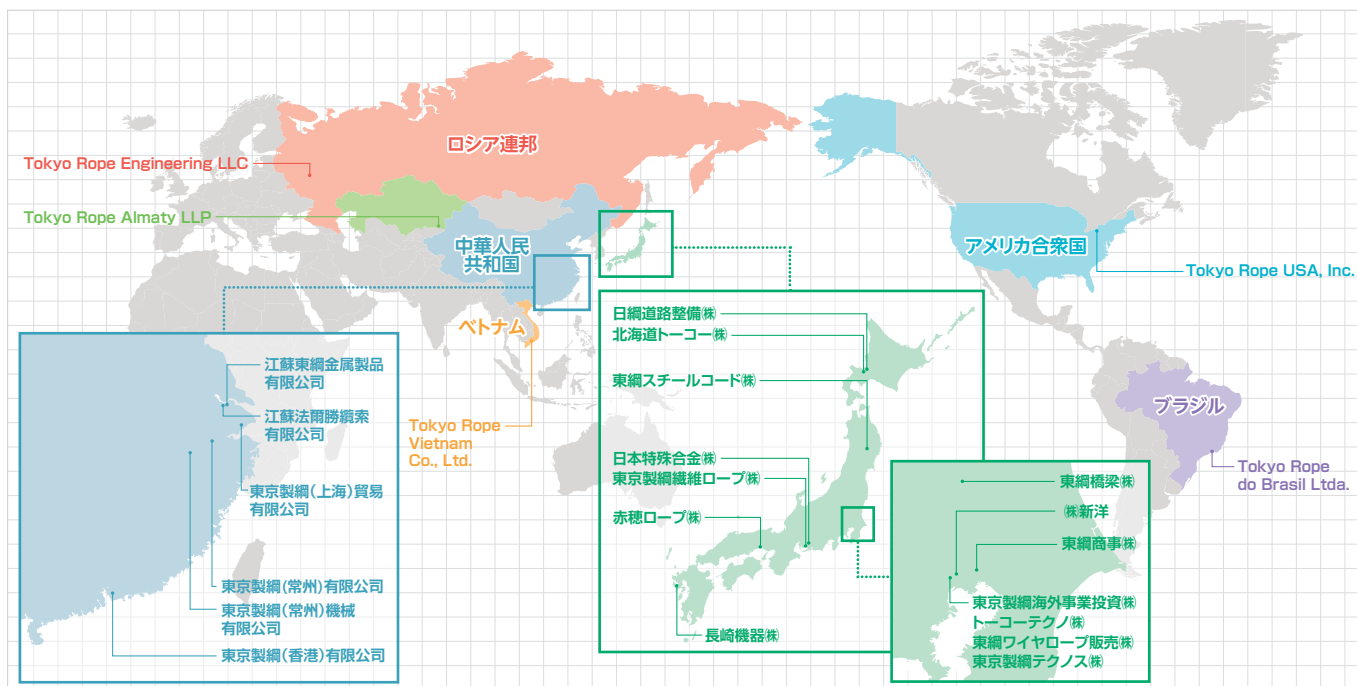 ロシア連邦
Tokyo Rope Engineering LLC
Tokyo Rope Almaty LLP
中華人民
共和国
アメリカ合衆国
Tokyo Rope USA, Inc.
ベトナム
Tokyo Rope
Vietnam
Co., Ltd.
ブラジル
Tokyo Rope
do Brasil Ltda.
江蘇東綱金属製品
有限公司
江蘇法爾勝纜索
有限公司
東京製綱(上海)貿易
有限公司
東京製綱(常州)有限公司
東京製綱(常州)機械
有限公司
東京製綱(香港)有限公司
日綱道路整備㈱
北海道トーコー㈱
東綱スチールコード㈱
日本特殊合金㈱
東京製綱繊維ロープ㈱
赤穂ロープ㈱
長崎機器㈱
東綱橋梁㈱
㈱新洋
東綱商事㈱
東京製綱海外事業投資㈱
トーコーテクノ㈱
東綱ワイヤロープ販売㈱
東京製綱テクノス㈱